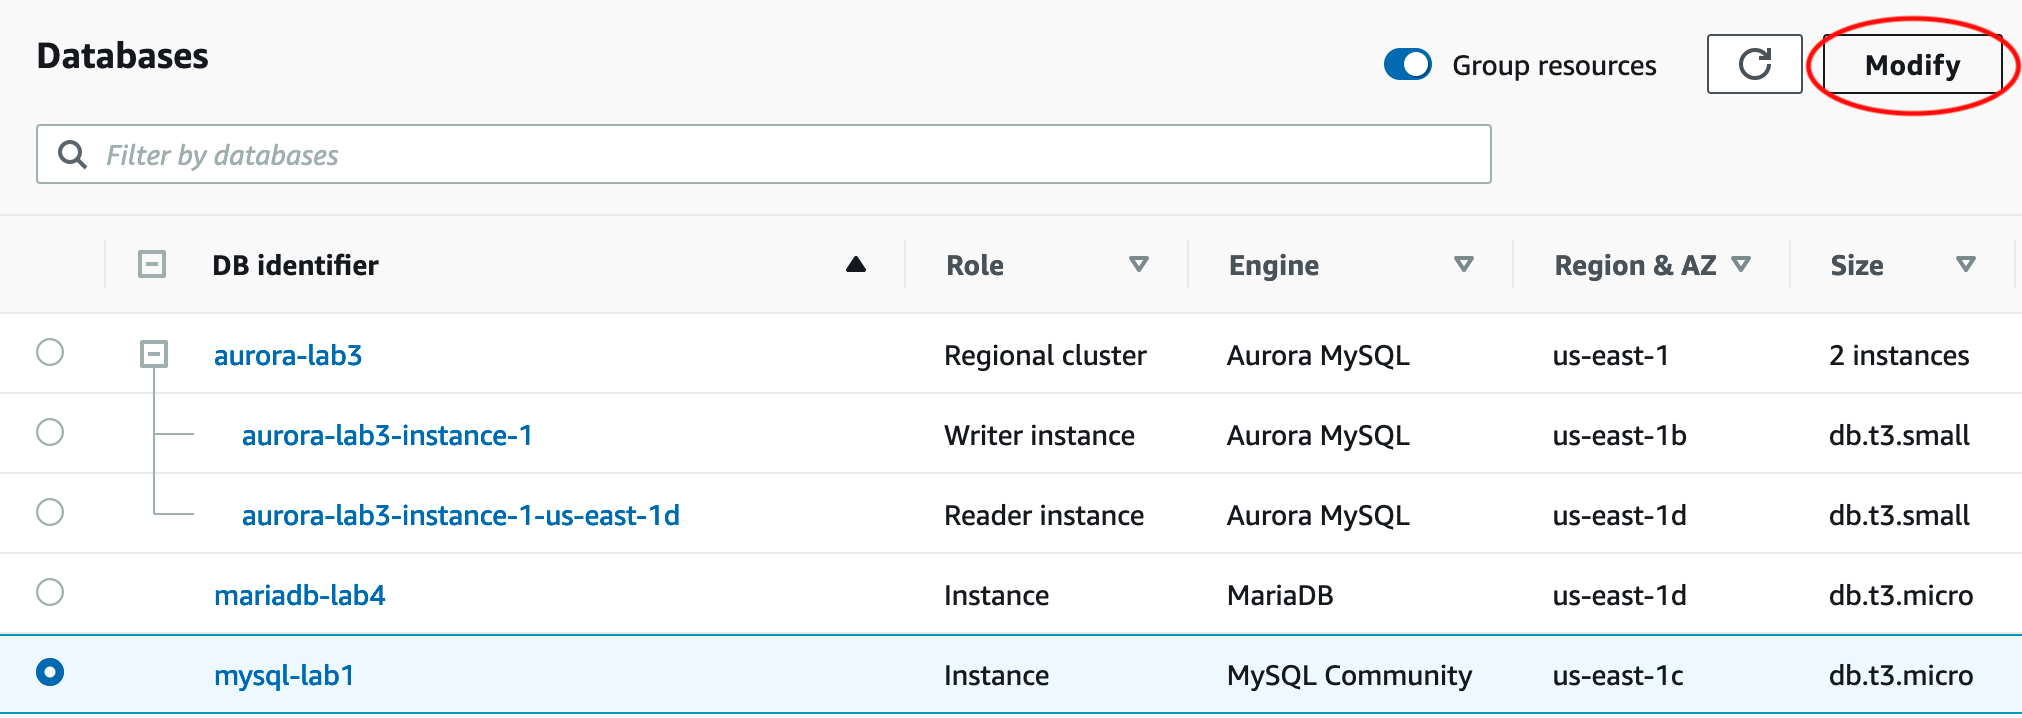 Databases
Group resources
Modify
Filter by databases
DB identifier Role Engine Region & AZ Size
aurora-lab3 Regional cluster Aurora MySQL us-east-1 2 instances
aurora-lab3-instance-1 Writer instance Aurora MySQL us-east-1b db.t3.small
aurora-lab3-instance-1-us-east-1d Reader instance Aurora MySQL us-east-1d db.t3.small
mariadb-lab4 Instance MariaDB us-east-1d db.t3.micro
mysql-lab1 Instance MySQL Community us-east-1c db.t3.micro